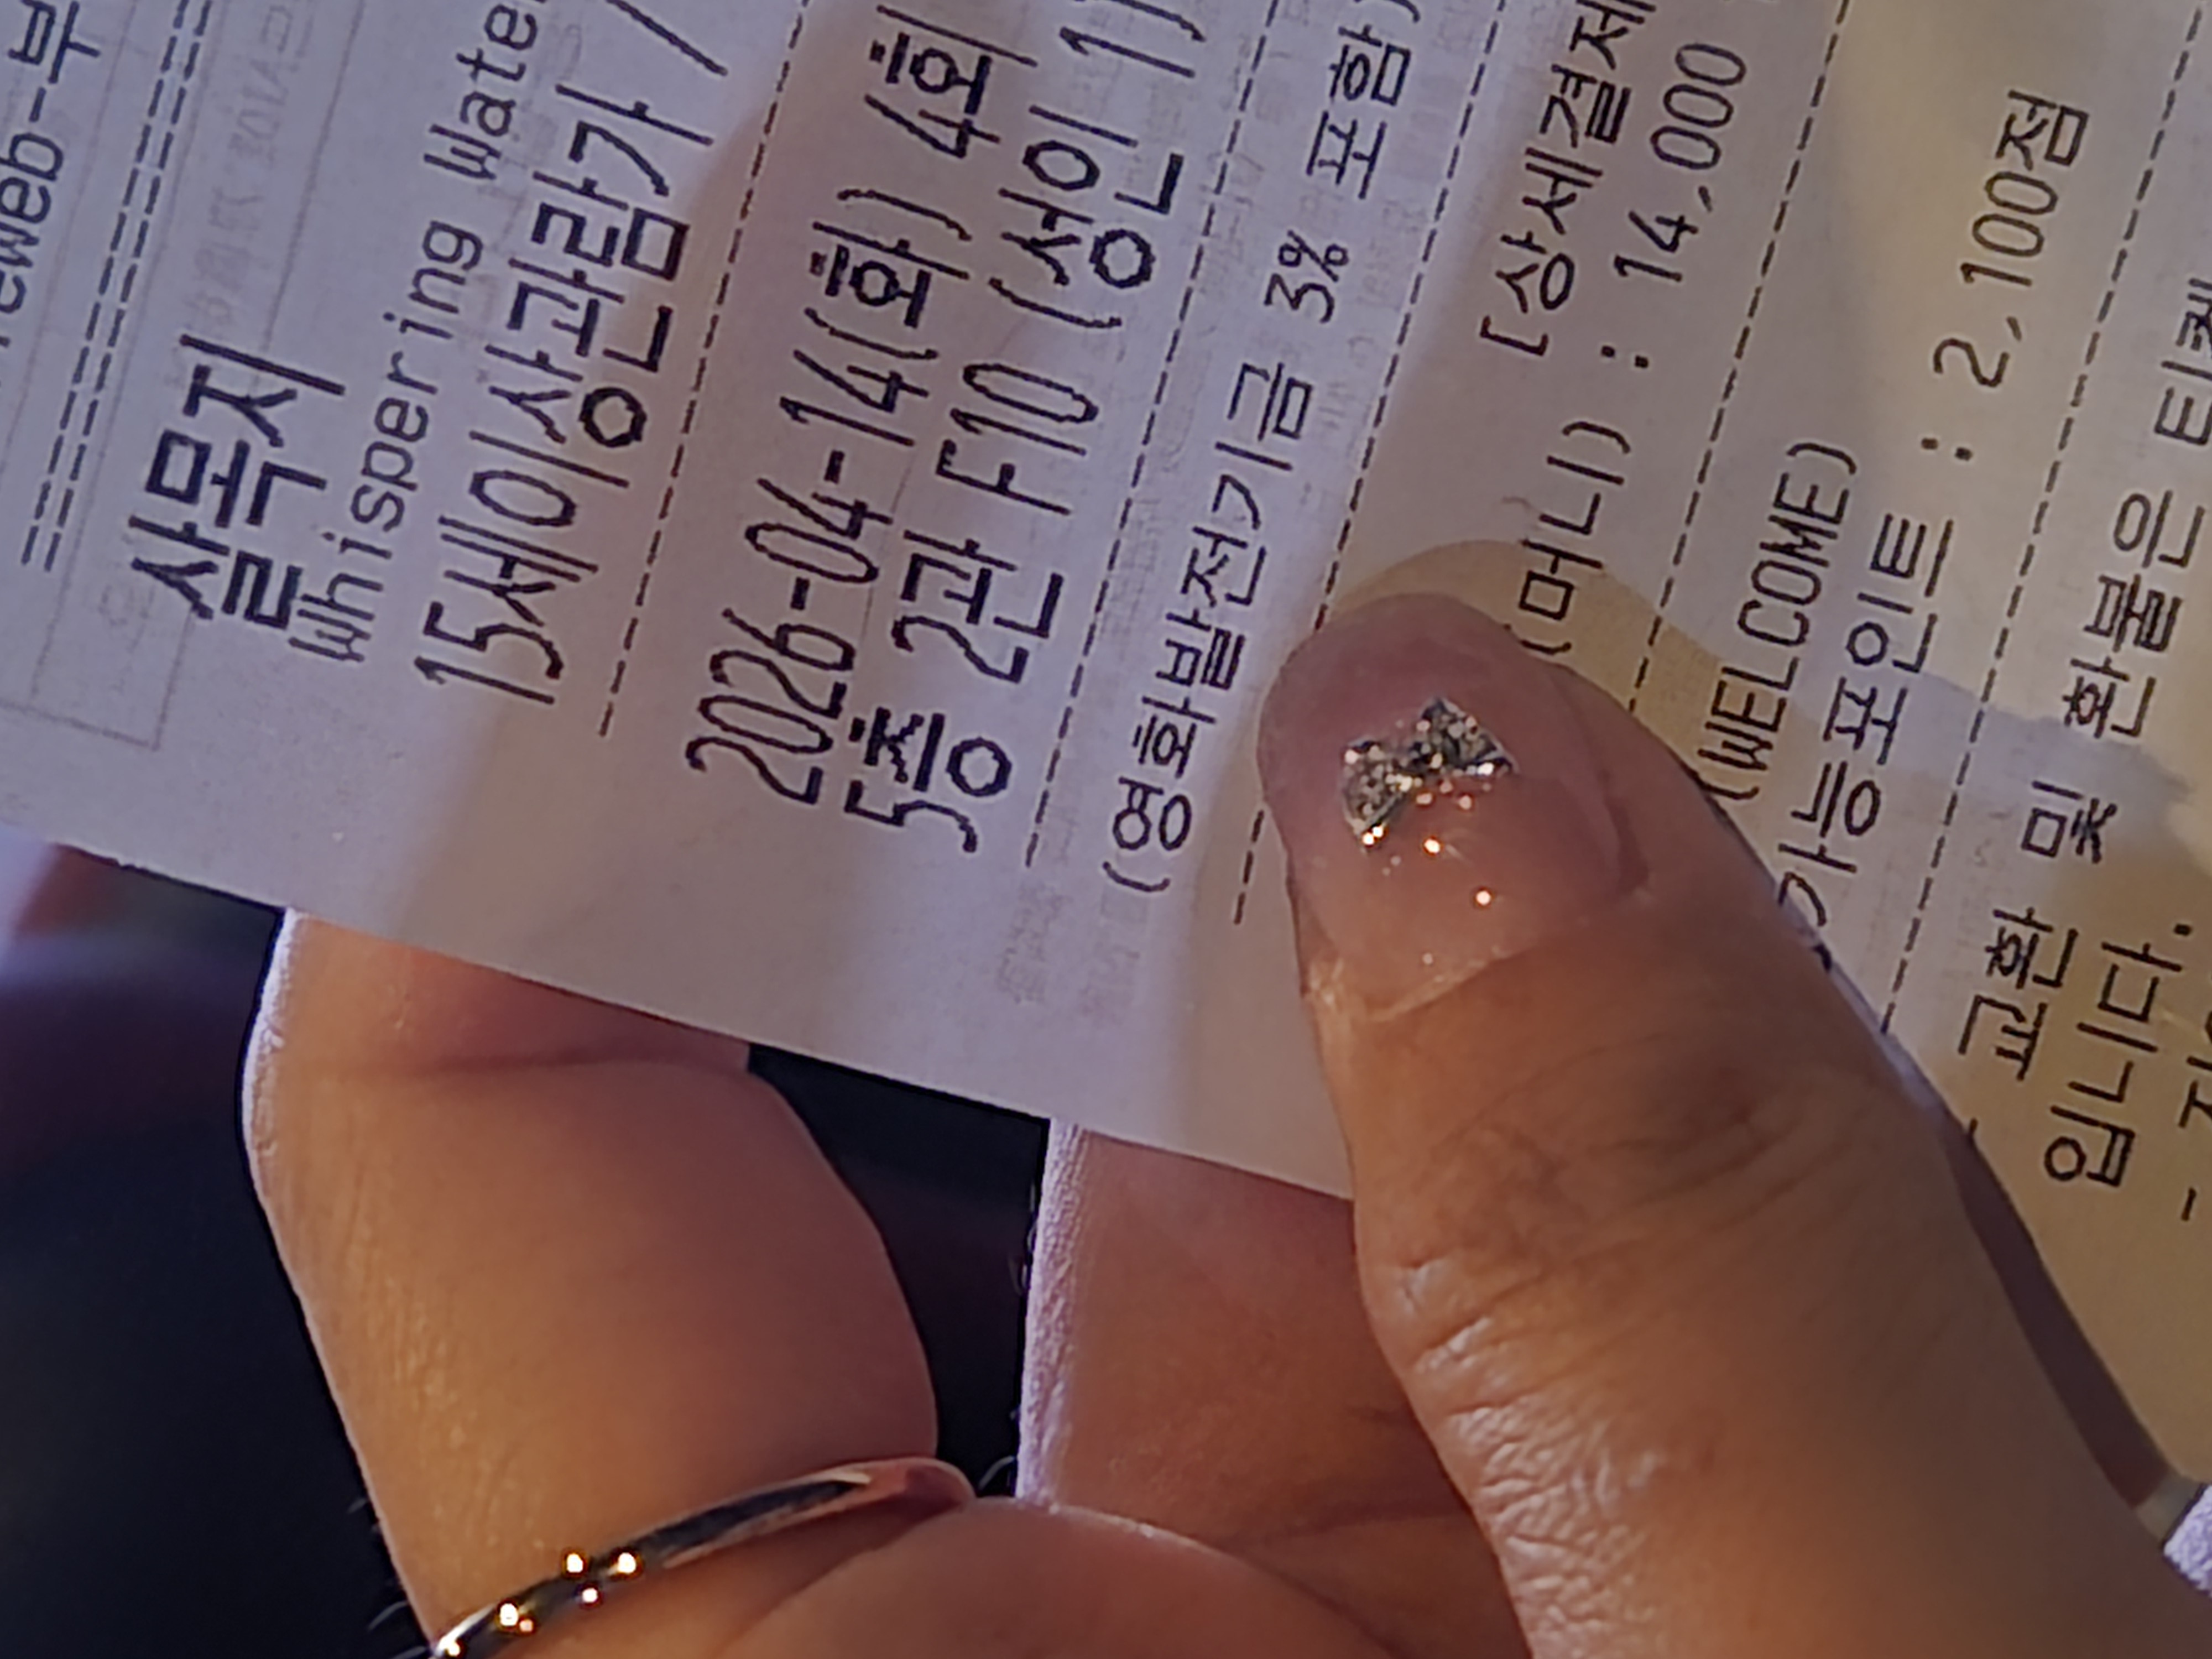 살목지
Whispering Water
15세이상관람가 /
인
2026-04-14(화) 4회
5층 2관 F10 (성인 1)
(영화발전기금 3% 포함)
[상세결제
(머니) : 14,000
(WELCOME)
가능포인트 : 2,100점
교환 및 환불은 티켓
입니다.